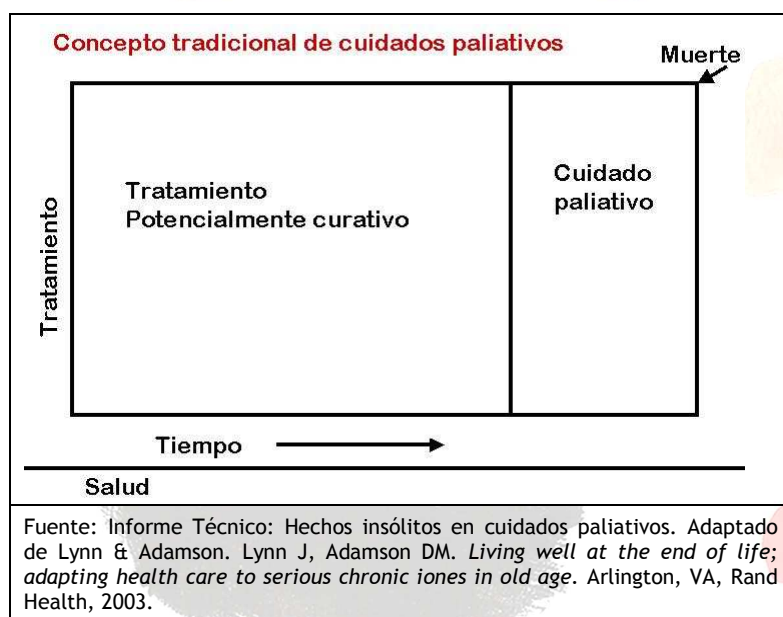 Concepto tradicional de cuidados paliativos
Muerte
Tratamiento
Tratamiento
Potencialmente curativo
Cuidado
paliativo
Tiempo
Salud
Fuente: Informe Técnico: Hechos insólitos en cuidados paliativos. Adaptado
de Lynn & Adamson. Lynn J, Adamson DM. Living well at the end of life;
adapting health care to serious chronic iones in old age. Arlington, VA, Rand
Health, 2003.